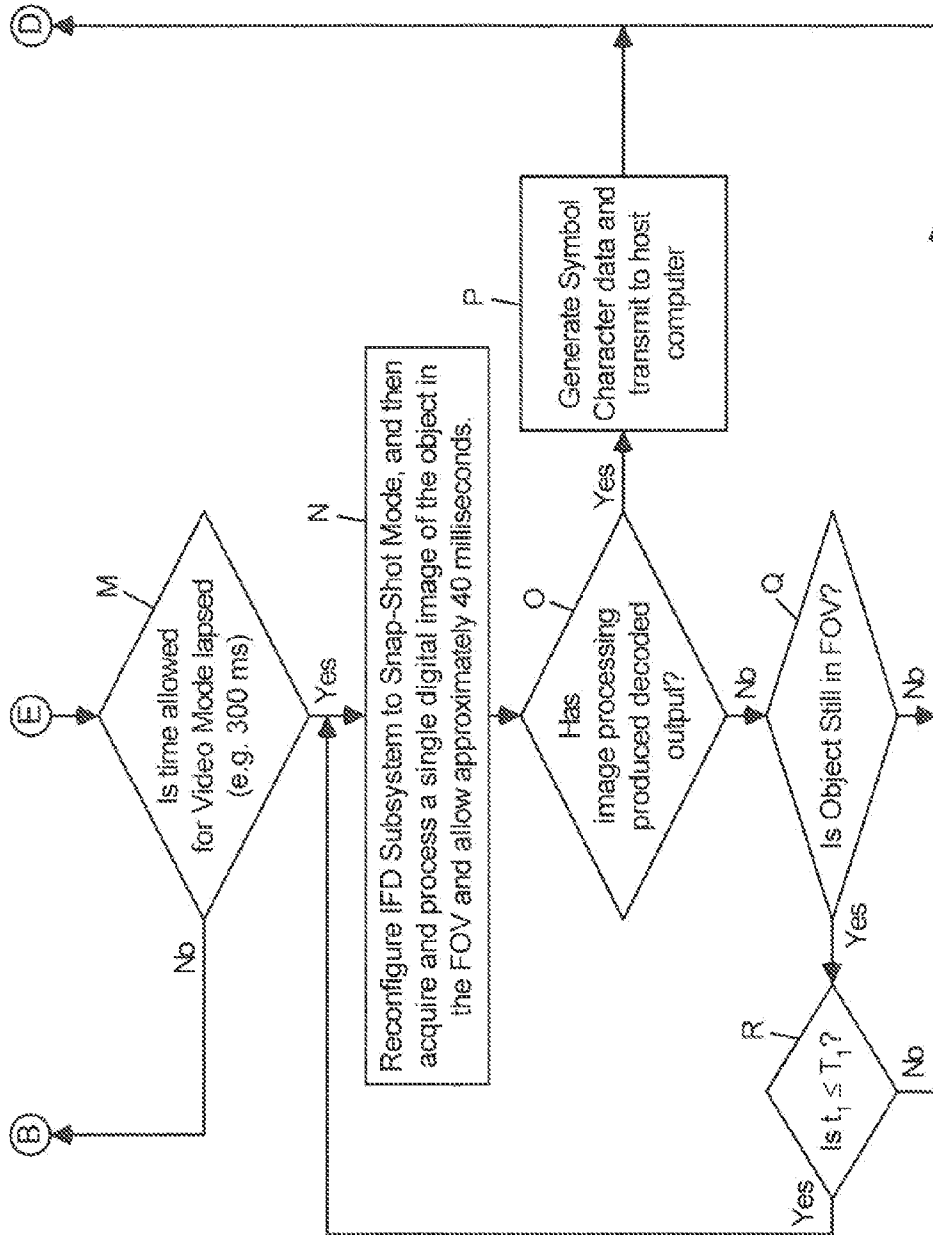 E
B
D
M
Is time allowed
for Video Mode lapsed
(e.g. 300 ms)
No
Yes
N
Reconfigure IFD Subsystem to Snap-Shot Mode, and then
acquire and process a single digital image of the object in
the FOV and allow approximately 40 milliseconds.
O
Has
image processing
produced decoded
output?
Yes
No
P
Generate Symbol
Character data and
transmit to host
computer
Q
Is Object Still in FOV?
Yes
No
R
Is t₁ ≤ T₁?
Yes
No